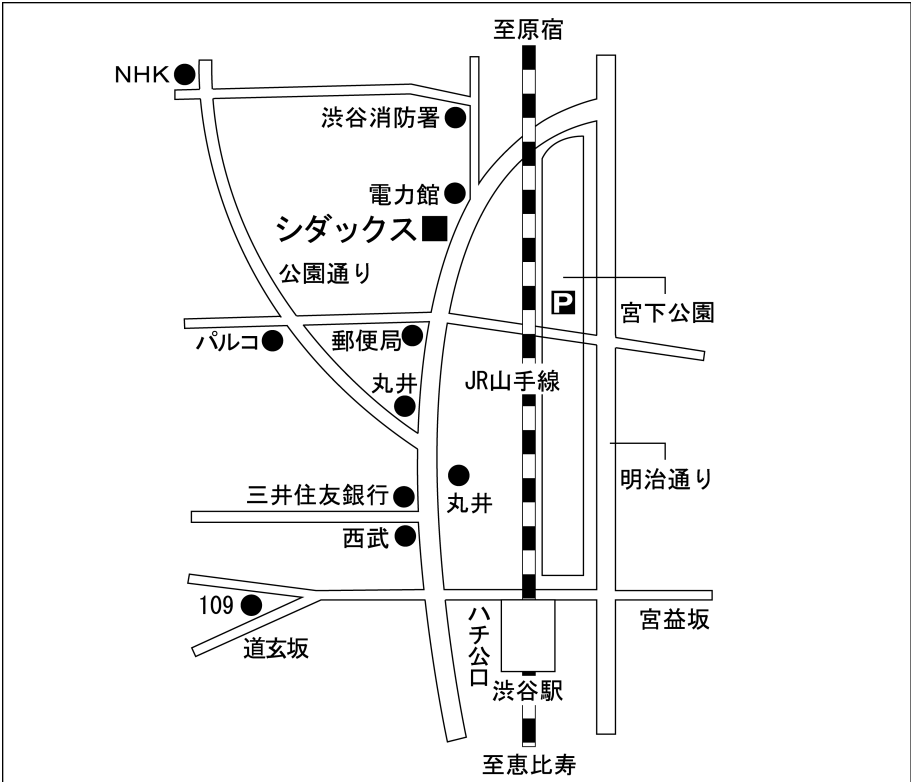 至原宿
NHK
渋谷消防署
電力館
シダックス
公園通り
P
宮下公園
パルコ
郵便局
丸井
JR山手線
明治通り
三井住友銀行
丸井
西武
109
道玄坂
ハチ公口
宮益坂
渋谷駅
至恵比寿